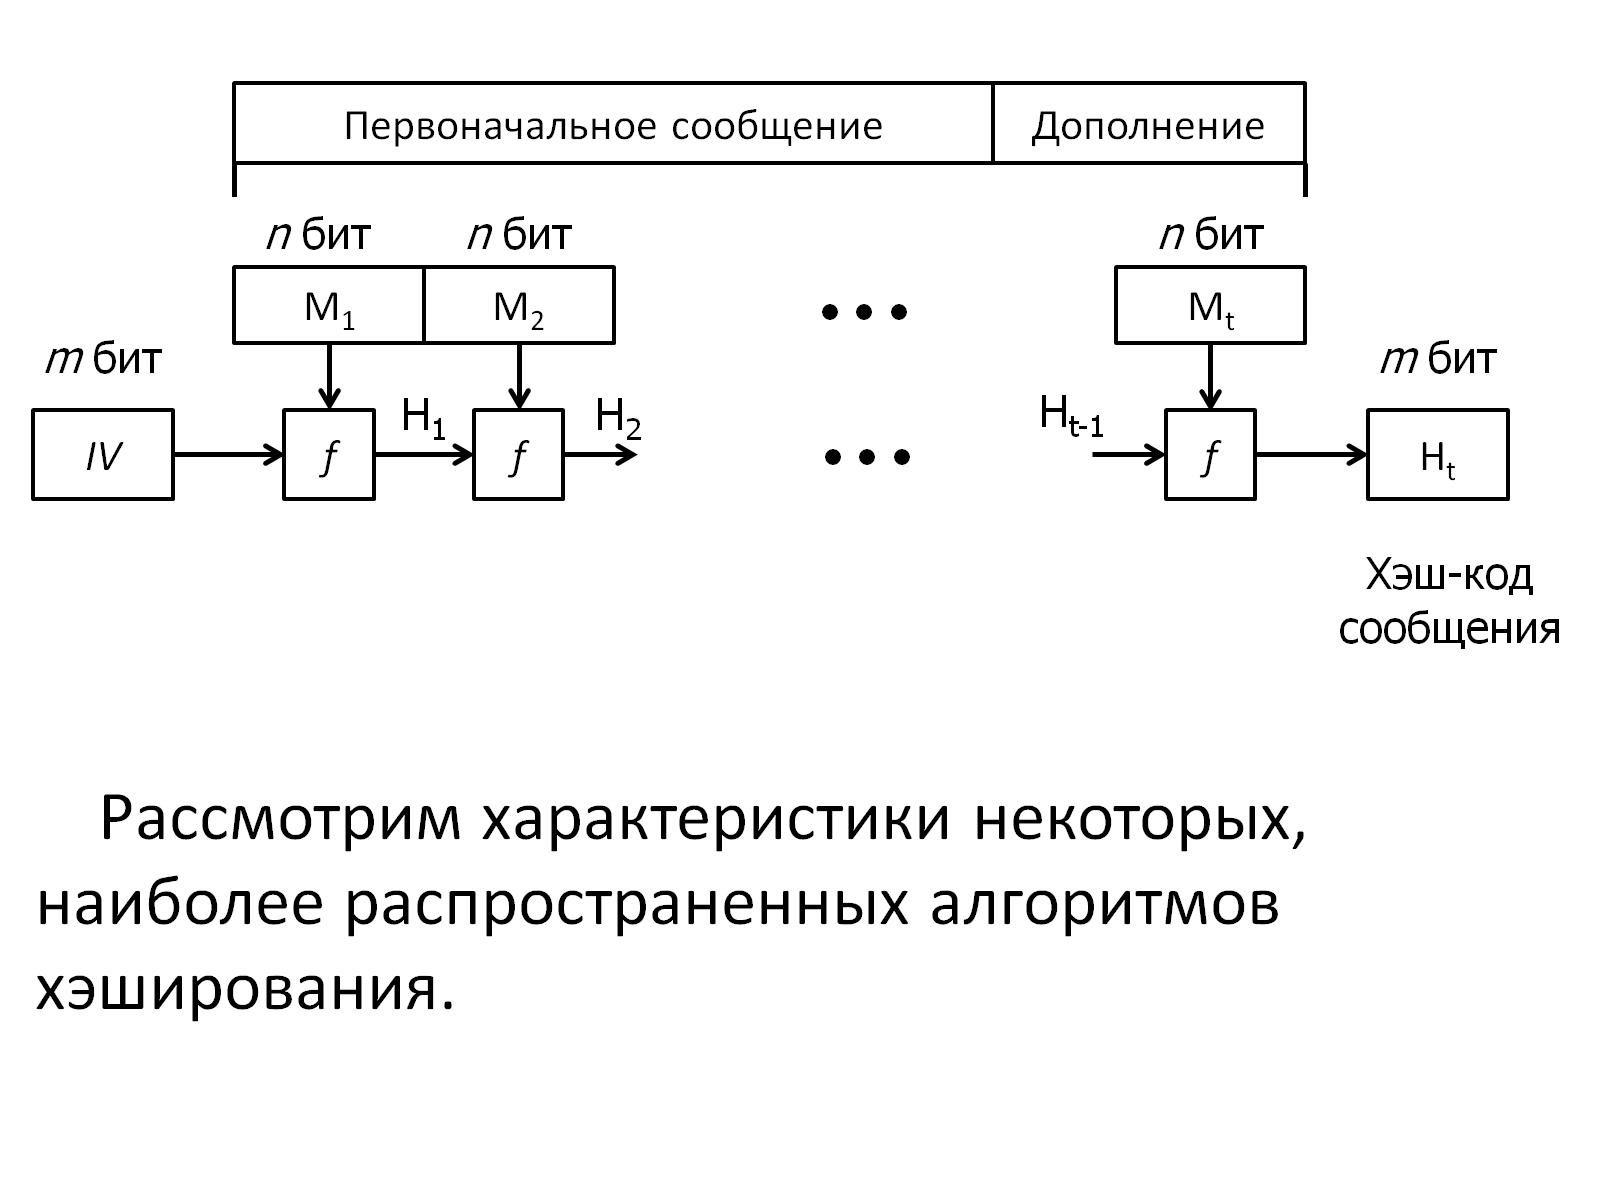 Первоначальное сообщение Дополнение
n бит n бит n бит
M1 M2 ••• Mt
m бит m бит
IV f H1 f H2 ••• Ht-1 f Ht
Хэш-код
сообщения
Рассмотрим характеристики некоторых,
наиболее распространенных алгоритмов
хэширования.